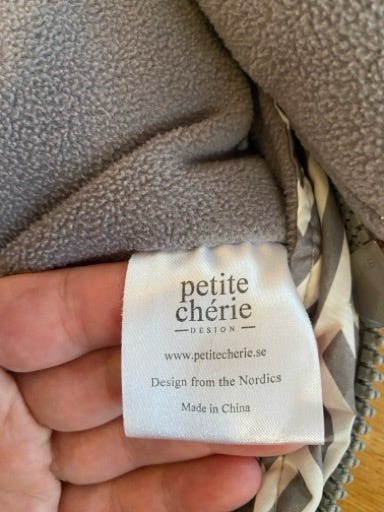 petite
chérie
DESIGN
www.petitecherie.se
Design from the Nordics
Made in China